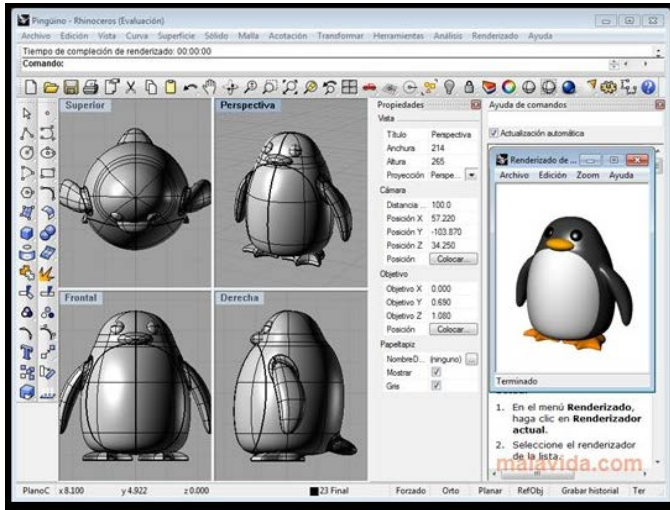 Pingüino - Rhinoceros (Evaluación)
Archivo Edición Vista Curva Superficie Sólido Malla Acotación Transformar Herramientas Análisis Renderizado Ayuda
Tiempo de compleción de renderizado: 00:00:00
Comando:
Superior
Perspectiva
Frontal
Derecha
Propiedades
Vista
Título Perspectiva
Anchura 214
Altura 265
Proyección Perspe...
Cámara
Distancia ... 100.0
Posición X 57.220
Posición Y -103.870
Posición Z 34.250
Posición Colocar...
Objetivo
Objetivo X 0.000
Objetivo Y 0.690
Objetivo Z 1.080
Posición Colocar...
Papeltapiz
NombreD... (ninguno) ...
Mostrar
Gris
Ayuda de comandos
Actualización automática
Renderizado de ...
Archivo Edición Zoom Ayuda
Terminado
1. En el menú Renderizado,
haga clic en Renderizador
actual.
2. Seleccione el renderizador
de la lista.
malavida.com
PlanoC x 8.100 y 4.922 z 0.000 23 Final Forzado Orto Planar RefObj Grabar historial Ter